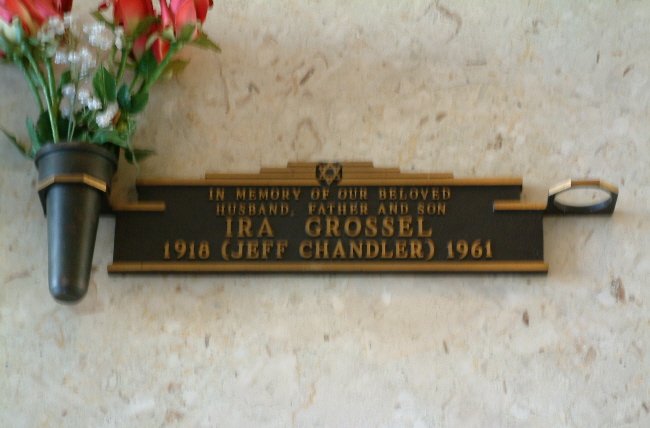 IN MEMORY OF OUR BELOVED
HUSBAND, FATHER AND SON
IRA GROSSEL
1918 (JEFF CHANDLER) 1961